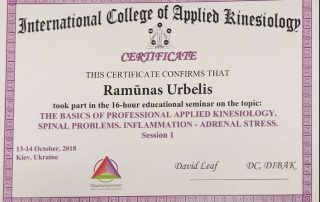 International College of Applied Kinesiology
CERTIFICATE
THIS CERTIFICATE CONFIRMS THAT
Ramūnas Urbelis
took part in the 16-hour educational seminar on the topic:
THE BASICS OF PROFESSIONAL APPLIED KINESIOLOGY.
SPINAL PROBLEMS. INFLAMMATION - ADRENAL STRESS.
Session 1
13-14 October, 2018
Kiev, Ukraine
David Leaf DC, DIBAK